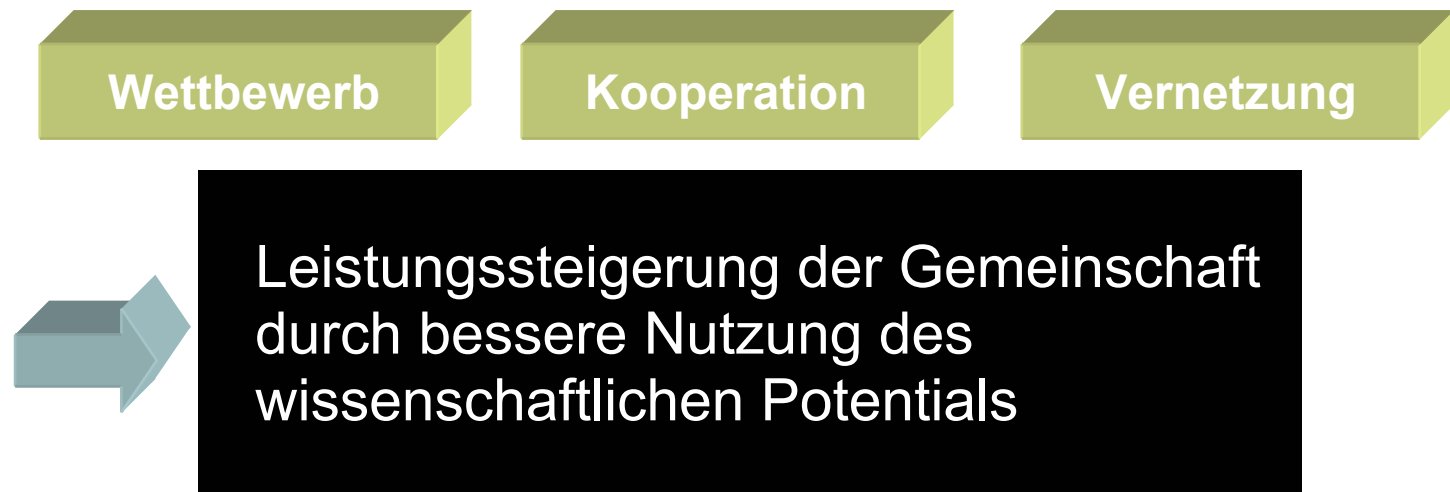 Wettbewerb
Kooperation
Vernetzung
Leistungssteigerung der Gemeinschaft
durch bessere Nutzung des
wissenschaftlichen Potentials